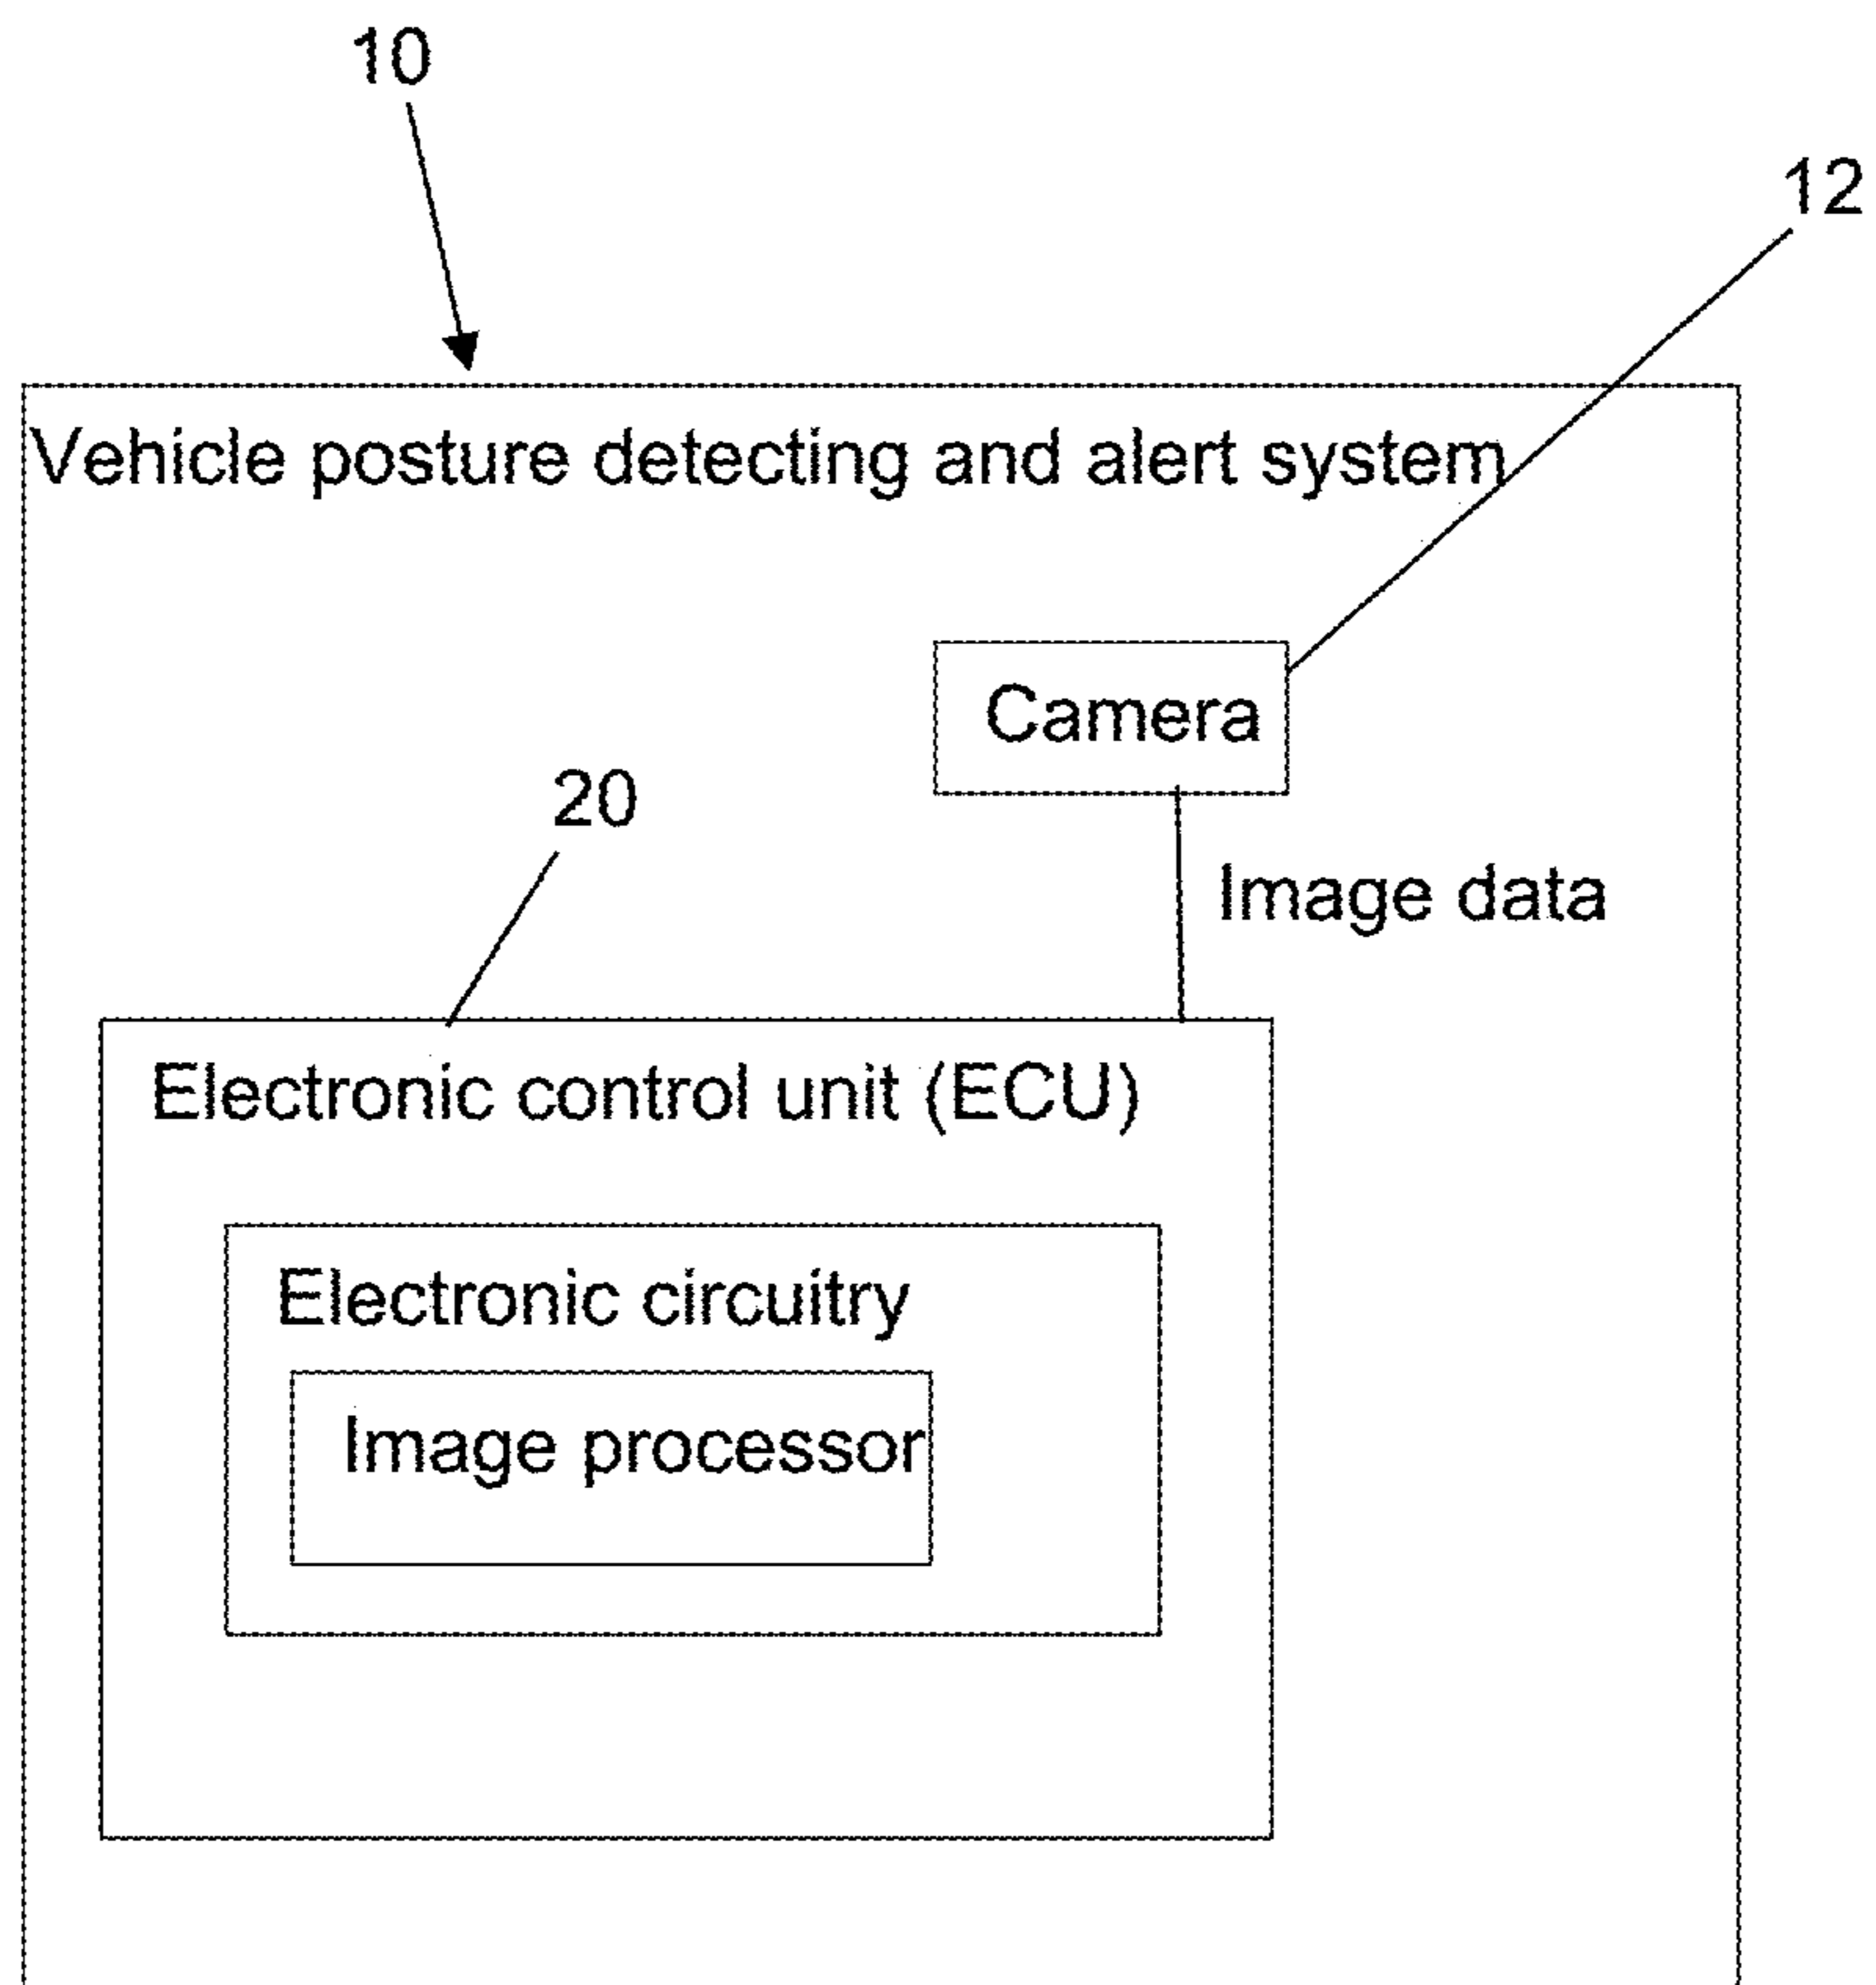 10
12
Vehicle posture detecting and alert system
Camera
20
Image data
Electronic control unit (ECU)
Electronic circuitry
Image processor